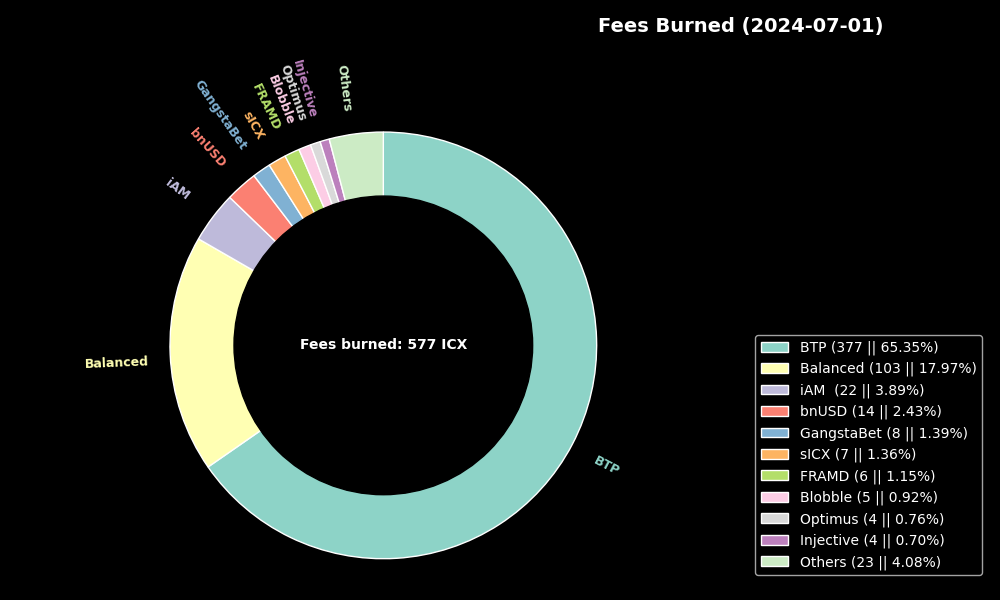 Fees Burned (2024-07-01)
Injective
Others
Optimus
Blobble
FRAMD
GangstaBet
sICX
bnUSD
iAM
Fees burned: 577 ICX
Balanced
BTP
BTP (377 || 65.35%)
Balanced (103 || 17.97%)
iAM  (22 || 3.89%)
bnUSD (14 || 2.43%)
GangstaBet (8 || 1.39%)
sICX (7 || 1.36%)
FRAMD (6 || 1.15%)
Blobble (5 || 0.92%)
Optimus (4 || 0.76%)
Injective (4 || 0.70%)
Others (23 || 4.08%)